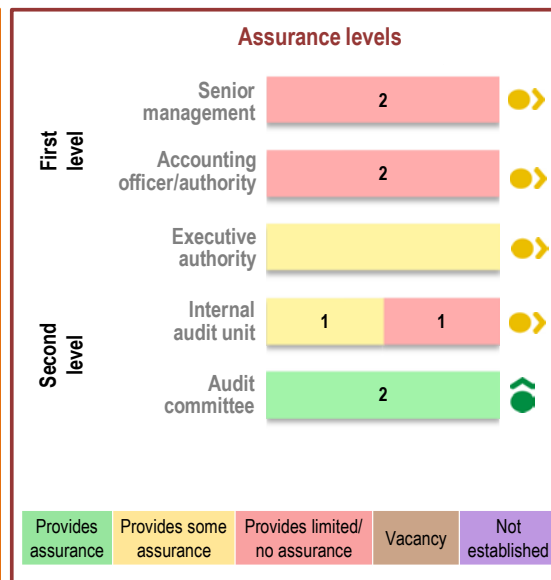 Assurance levels
First
level
Senior
management
2
Accounting
officer/authority
2
Second
level
Executive
authority
Internal
audit unit
1 1
Audit
committee
2
Provides
assurance
Provides some
assurance
Provides limited/
no assurance
Vacancy
Not
established